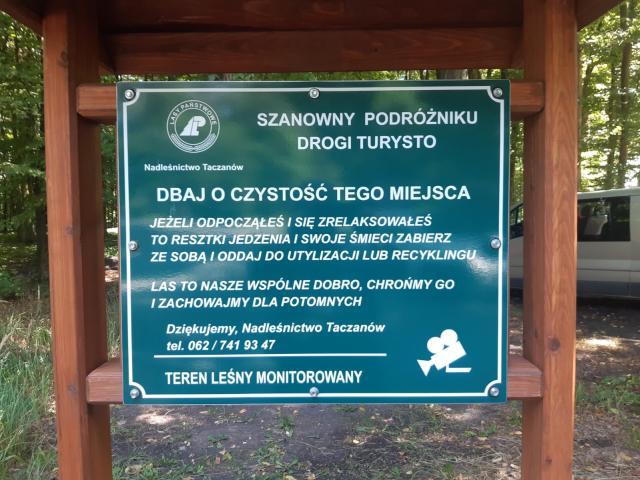 LASY PAŃSTWOWE
SZANOWNY PODRÓŻNIKU
DROGI TURYSTO
Nadleśnictwo Taczanów
DBAJ O CZYSTOŚĆ TEGO MIEJSCA
JEŻELI ODPOCZĄŁEŚ I SIĘ ZRELAKSOWAŁEŚ
TO RESZTKI JEDZENIA I SWOJE ŚMIECI ZABIERZ
ZE SOBĄ I ODDAJ DO UTYLIZACJI LUB RECYKLINGU
LAS TO NASZE WSPÓLNE DOBRO, CHROŃMY GO
I ZACHOWAJMY DLA POTOMNYCH
Dziękujemy, Nadleśnictwo Taczanów
tel. 062 / 741 93 47
TEREN LEŚNY MONITOROWANY